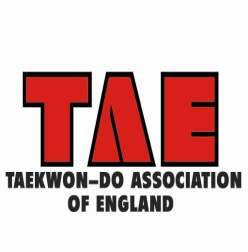 TAE
TAEKWON–DO ASSOCIATION
OF ENGLAND